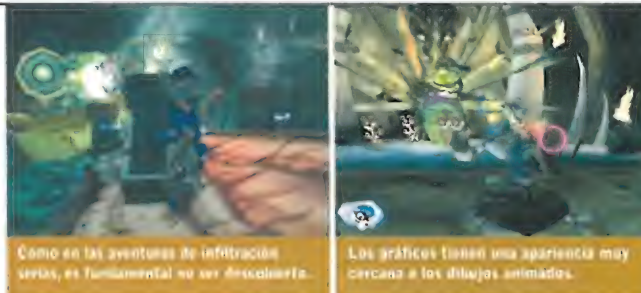 Como en las aventuras de infiltración
serias, es fundamental no ser descubierto.
Los gráficos tienen una apariencia muy
cercana a los dibujos animados.